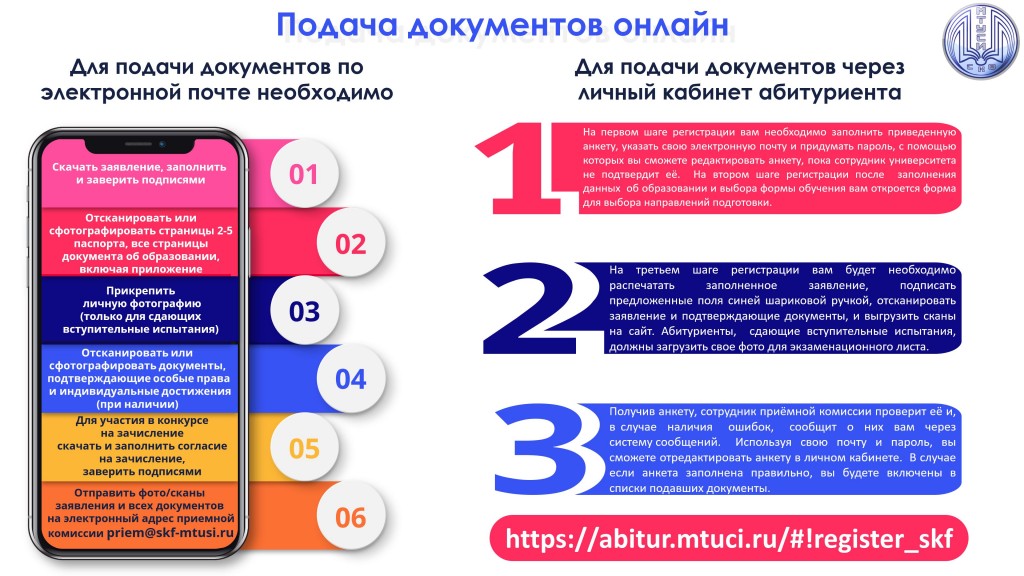 Подача документов онлайн
МТУСИ
СКФ
Для подачи документов по
электронной почте необходимо
Скачать заявление, заполнить
и заверить подписями
01
Отсканировать или
сфотографировать страницы 2-5
паспорта, все страницы
документа об образовании,
включая приложение
02
Прикрепить
личную фотографию
(только для сдающих
вступительные испытания)
03
Отсканировать или
сфотографировать документы,
подтверждающие особые права
и индивидуальные достижения
(при наличии)
04
Для участия в конкурсе
на зачисление
скачать и заполнить согласие
на зачисление,
заверить подписями
05
Отправить фото/сканы
заявления и всех документов
на электронный адрес приемной
комиссии priem@skf-mtusi.ru
06
Для подачи документов через
личный кабинет абитуриента
1
На первом шаге регистрации вам необходимо заполнить приведенную
анкету, указать свою электронную почту и придумать пароль, с помощью
которых вы сможете редактировать анкету, пока сотрудник университета
не подтвердит её. На втором шаге регистрации после заполнения
данных об образовании и выбора формы обучения вам откроется форма
для выбора направлений подготовки.
2
На третьем шаге регистрации вам будет необходимо
распечатать заполненное заявление, подписать
предложенные поля синей шариковой ручкой, отсканировать
заявление и подтверждающие документы, и выгрузить сканы
на сайт. Абитуриенты, сдающие вступительные испытания,
должны загрузить свое фото для экзаменационного листа.
3
Получив анкету, сотрудник приёмной комиссии проверит её и,
в случае наличия ошибок, сообщит о них вам через
систему сообщений. Используя свою почту и пароль, вы
сможете отредактировать анкету в личном кабинете. В случае
если анкета заполнена правильно, вы будете включены в
списки подавших документы.
https://abitur.mtuci.ru/#!register_skf